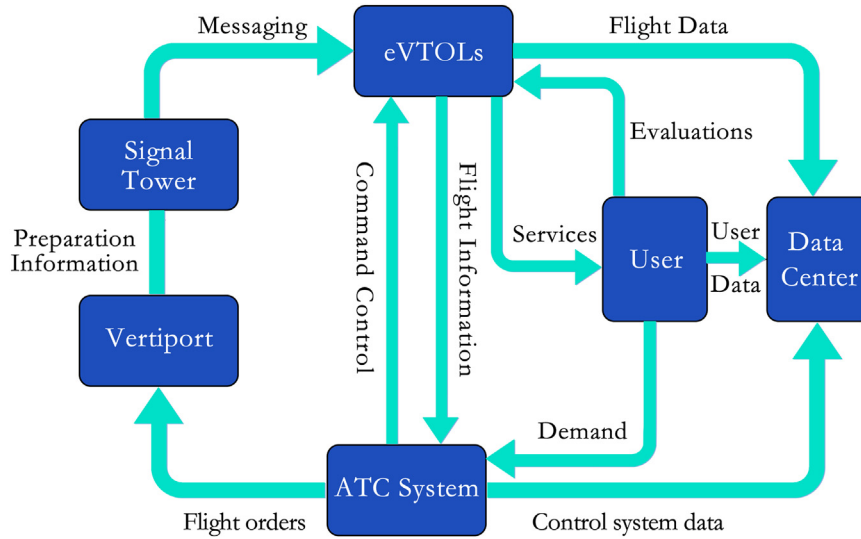 Messaging
eVTOLs
Flight Data
Signal
Tower
Evaluations
Preparation
Information
Command Control
Flight Information
Services
User
User
Data
Data
Center
Vertiport
Demand
ATC System
Flight orders
Control system data